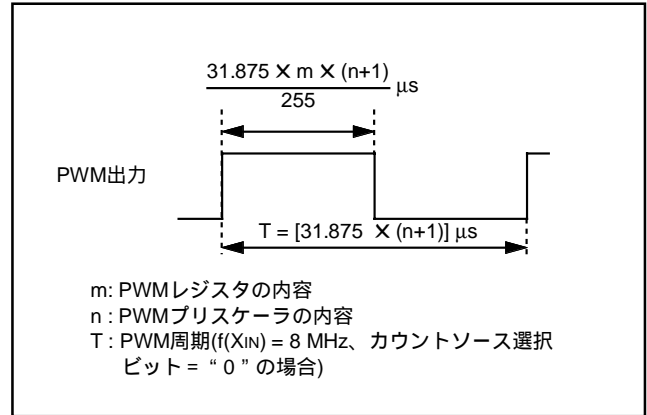 31.875 × m × (n+1)
255
μs
PWM出力
T = [31.875 × (n+1)] μs
m: PWMレジスタの内容
n : PWMプリスケーラの内容
T : PWM周期(f(XIN) = 8 MHz、カウントソース選択
ビット = “ 0 ” の場合)